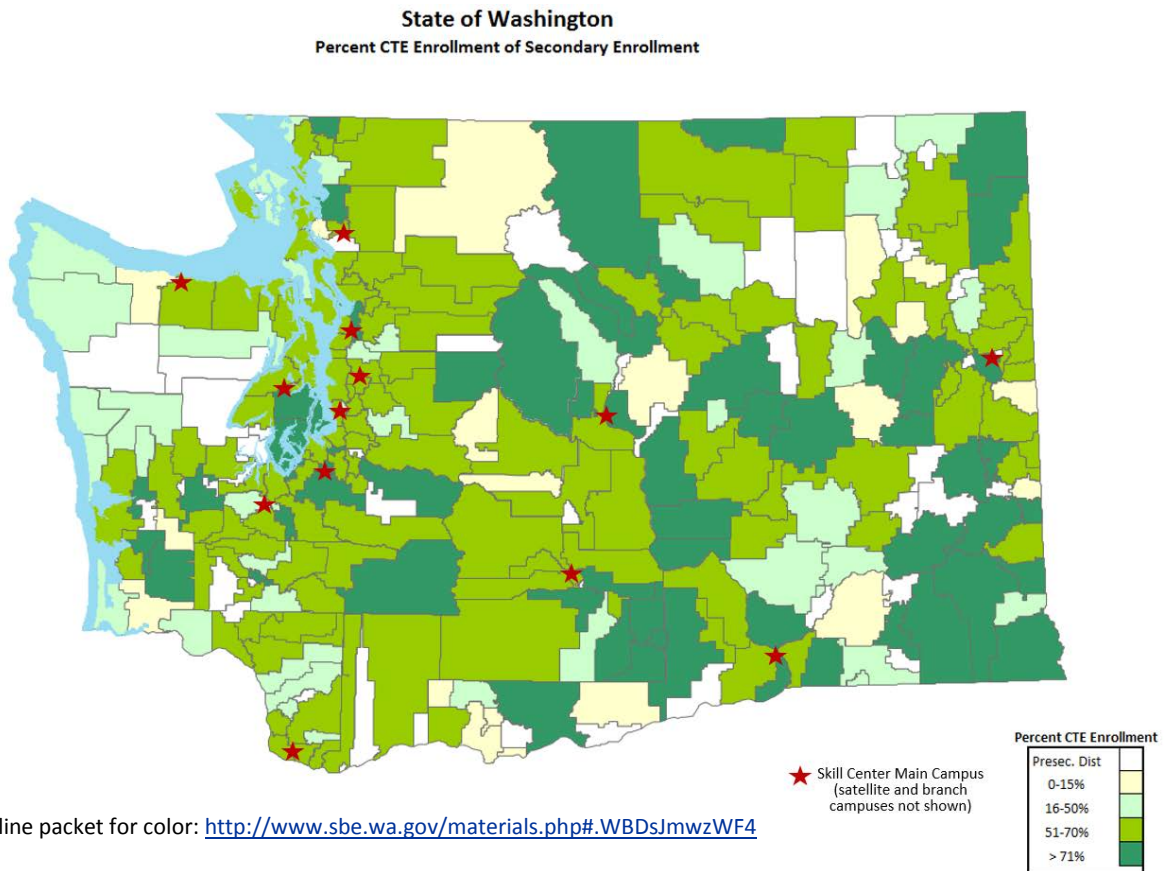 State of Washington
Percent CTE Enrollment of Secondary Enrollment
Percent CTE Enrollment
Presec. Dist
0-15%
16-50%
51-70%
> 71%
Skill Center Main Campus
(satellite and branch
campuses not shown)
line packet for color: http://www.sbe.wa.gov/materials.php#.WBDsJmwzWF4